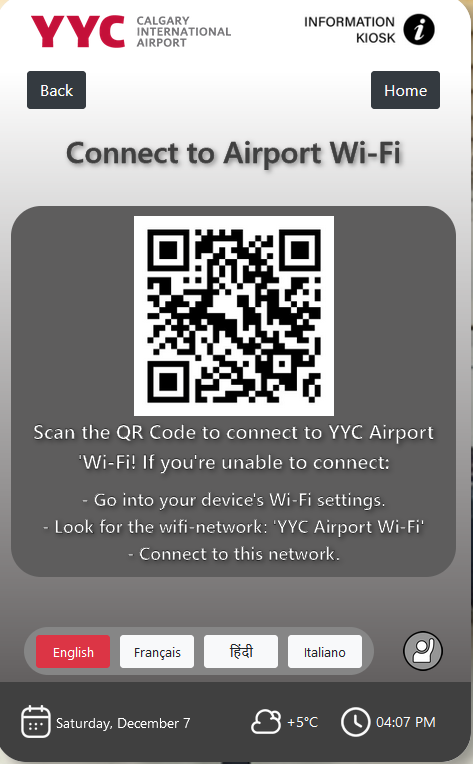 YYC CALGARY INTERNATIONAL AIRPORT
INFORMATION KIOSK
Back
Home
Connect to Airport Wi-Fi
Scan the QR Code to connect to YYC Airport
'Wi-Fi! If you're unable to connect:
- Go into your device's Wi-Fi settings.
- Look for the wifi-network: 'YYC Airport Wi-Fi'
- Connect to this network.
English
Français
हिंदी
Italiano
Saturday, December 7
+5°C
04:07 PM